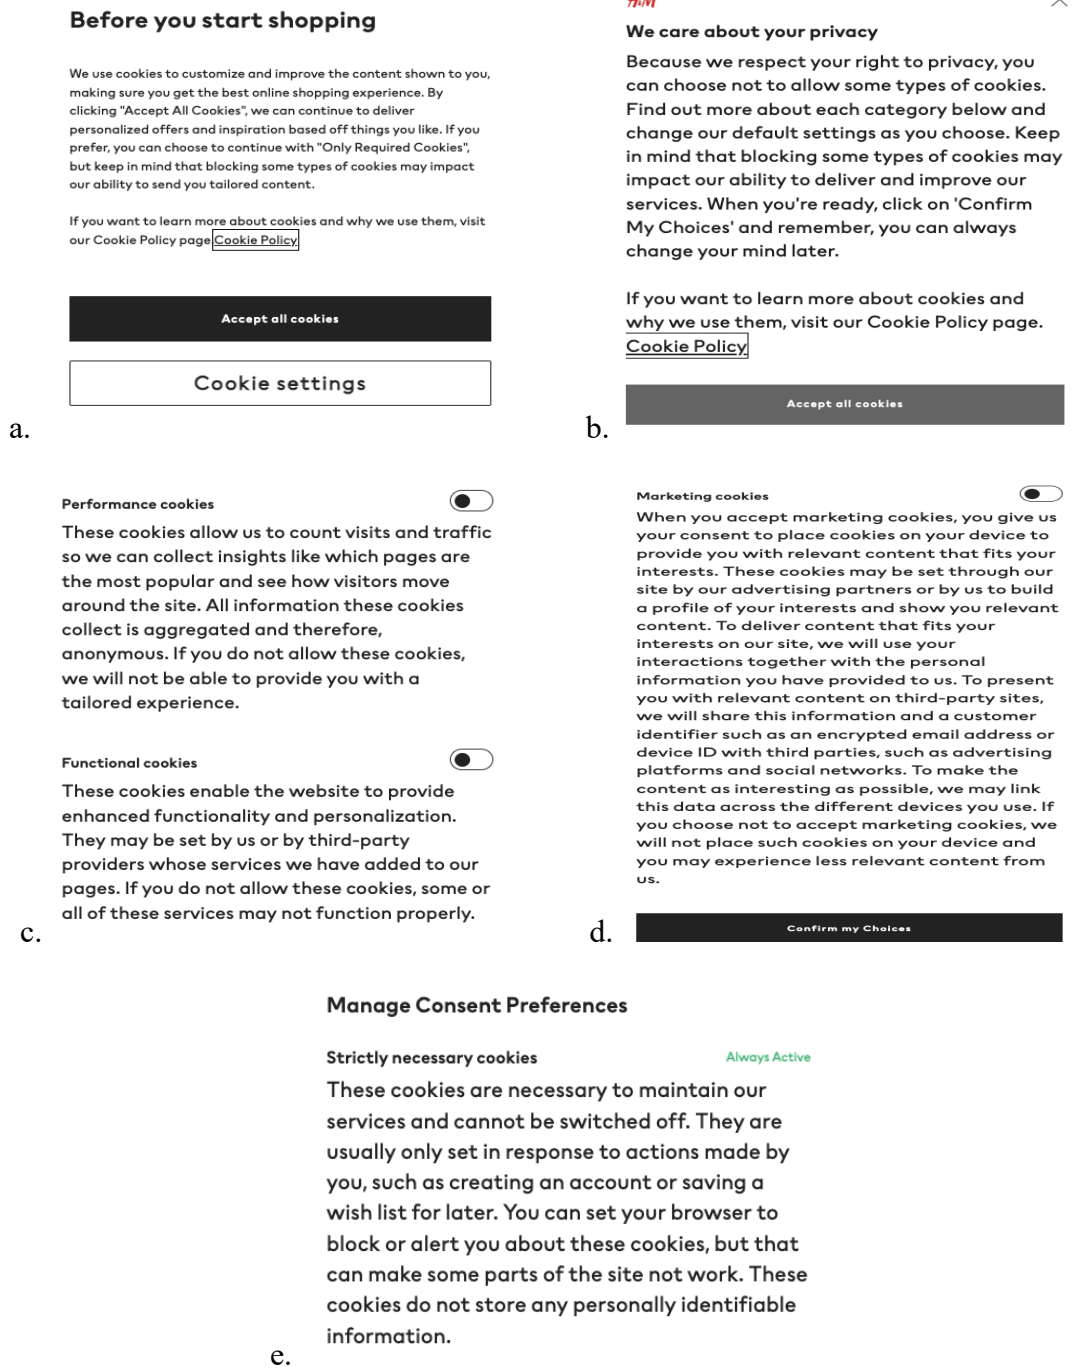 Before you start shopping
We use cookies to customize and improve the content shown to you,
making sure you get the best online shopping experience. By
clicking "Accept All Cookies", we can continue to deliver
personalized offers and inspiration based off things you like. If you
prefer, you can choose to continue with "Only Required Cookies",
but keep in mind that blocking some types of cookies may impact
our ability to send you tailored content.
If you want to learn more about cookies and why we use them, visit
our Cookie Policy page Cookie Policy
Accept all cookies
Cookie settings
a.
H&M
We care about your privacy
Because we respect your right to privacy, you
can choose not to allow some types of cookies.
Find out more about each category below and
change our default settings as you choose. Keep
in mind that blocking some types of cookies may
impact our ability to deliver and improve our
services. When you're ready, click on 'Confirm
My Choices' and remember, you can always
change your mind later.
If you want to learn more about cookies and
why we use them, visit our Cookie Policy page.
Cookie Policy
Accept all cookies
b.
Performance cookies
These cookies allow us to count visits and traffic
so we can collect insights like which pages are
the most popular and see how visitors move
around the site. All information these cookies
collect is aggregated and therefore,
anonymous. If you do not allow these cookies,
we will not be able to provide you with a
tailored experience.
Functional cookies
These cookies enable the website to provide
enhanced functionality and personalization.
They may be set by us or by third-party
providers whose services we have added to our
pages. If you do not allow these cookies, some or
all of these services may not function properly.
c.
Marketing cookies
When you accept marketing cookies, you give us
your consent to place cookies on your device to
provide you with relevant content that fits your
interests. These cookies may be set through our
site by our advertising partners or by us to build
a profile of your interests and show you relevant
content. To deliver content that fits your
interests on our site, we will use your
interactions together with the personal
information you have provided to us. To present
you with relevant content on third-party sites,
we will share this information and a customer
identifier such as an encrypted email address or
device ID with third parties, such as advertising
platforms and social networks. To make the
content as interesting as possible, we may link
this data across the different devices you use. If
you choose not to accept marketing cookies, we
will not place such cookies on your device and
you may experience less relevant content from
us.
Confirm my Choices
d.
Manage Consent Preferences
Strictly necessary cookies
Always Active
These cookies are necessary to maintain our
services and cannot be switched off. They are
usually only set in response to actions made by
you, such as creating an account or saving a
wish list for later. You can set your browser to
block or alert you about these cookies, but that
can make some parts of the site not work. These
cookies do not store any personally identifiable
information.
e.